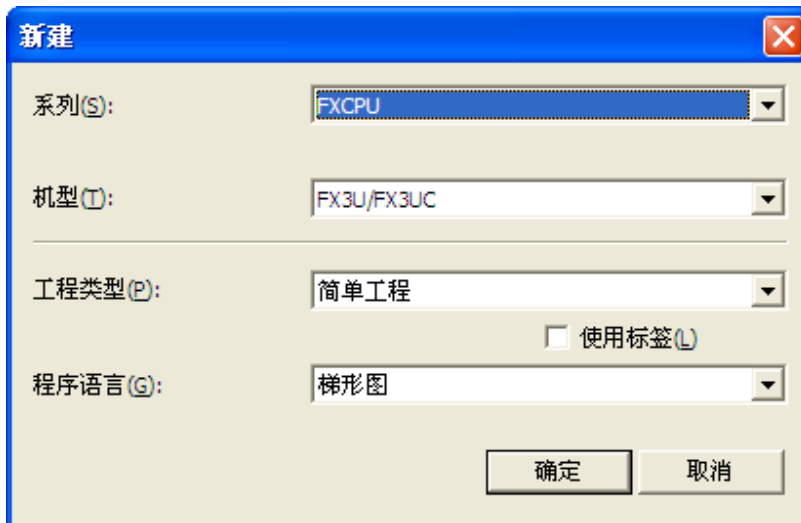 新建
系列(S): FXCPU
机型(T): FX3U/FX3UC
工程类型(P): 简单工程
使用标签(L)
程序语言(G): 梯形图
确定 取消